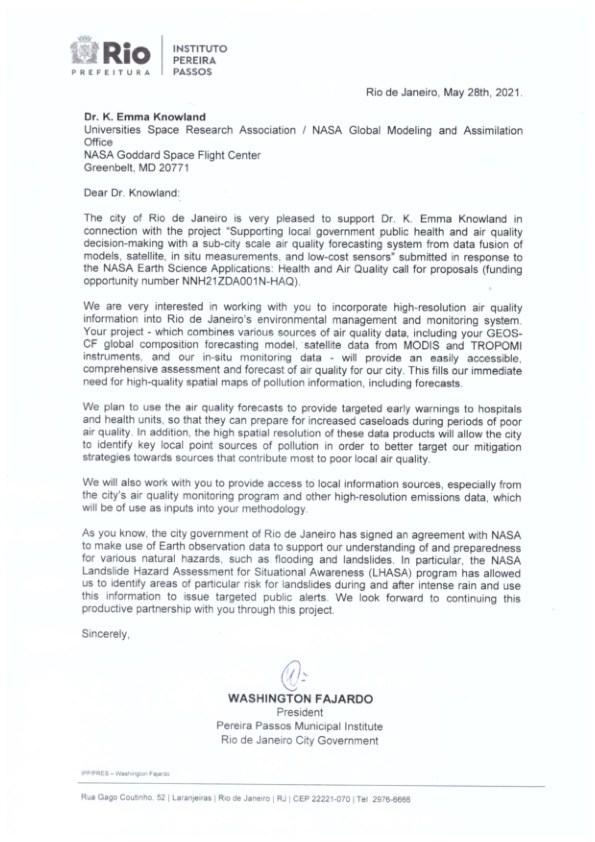 Rio
PREFEITURA
INSTITUTO
PEREIRA
PASSOS
Rio de Janeiro, May 28th, 2021.
Dr. K. Emma Knowland
Universities Space Research Association / NASA Global Modeling and Assimilation
Office
NASA Goddard Space Flight Center
Greenbelt, MD 20771
Dear Dr. Knowland:
The city of Rio de Janeiro is very pleased to support Dr. K. Emma Knowland in
connection with the project "Supporting local government public health and air quality
decision-making with a sub-city scale air quality forecasting system from data fusion of
models, satellite, in situ measurements, and low-cost sensors" submitted in response to
the NASA Earth Science Applications: Health and Air Quality call for proposals (funding
opportunity number NNH21ZDA001N-HAQ).
We are very interested in working with you to incorporate high-resolution air quality
information into Rio de Janeiro's environmental management and monitoring system.
Your project - which combines various sources of air quality data, including your GEOS-
CF global composition forecasting model, satellite data from MODIS and TROPOMI
instruments, and our in-situ monitoring data - will provide an easily accessible,
comprehensive assessment and forecast of air quality for our city. This fills our immediate
need for high-quality spatial maps of pollution information, including forecasts.
We plan to use the air quality forecasts to provide targeted early warnings to hospitals
and health units, so that they can prepare for increased caseloads during periods of poor
air quality. In addition, the high spatial resolution of these data products will allow the city
to identify key local point sources of pollution in order to better target our mitigation
strategies towards sources that contribute most to poor local air quality.
We will also work with you to provide access to local information sources, especially from
the city's air quality monitoring program and other high-resolution emissions data, which
will be of use as inputs into your methodology.
As you know, the city government of Rio de Janeiro has signed an agreement with NASA
to make use of Earth observation data to support our understanding of and preparedness
for various natural hazards, such as flooding and landslides. In particular, the NASA
Landslide Hazard Assessment for Situational Awareness (LHASA) program has allowed
us to identify areas of particular risk for landslides during and after intense rain and use
this information to issue targeted public alerts. We look forward to continuing this
productive partnership with you through this project.
Sincerely,
WASHINGTON FAJARDO
President
Pereira Passos Municipal Institute
Rio de Janeiro City Government
IPP/PRES – Washington Fajardo
Rua Gago Coutinho, 52 | Laranjeiras | Rio de Janeiro | RJ | CEP 22221-070 | Tel 2976-6666